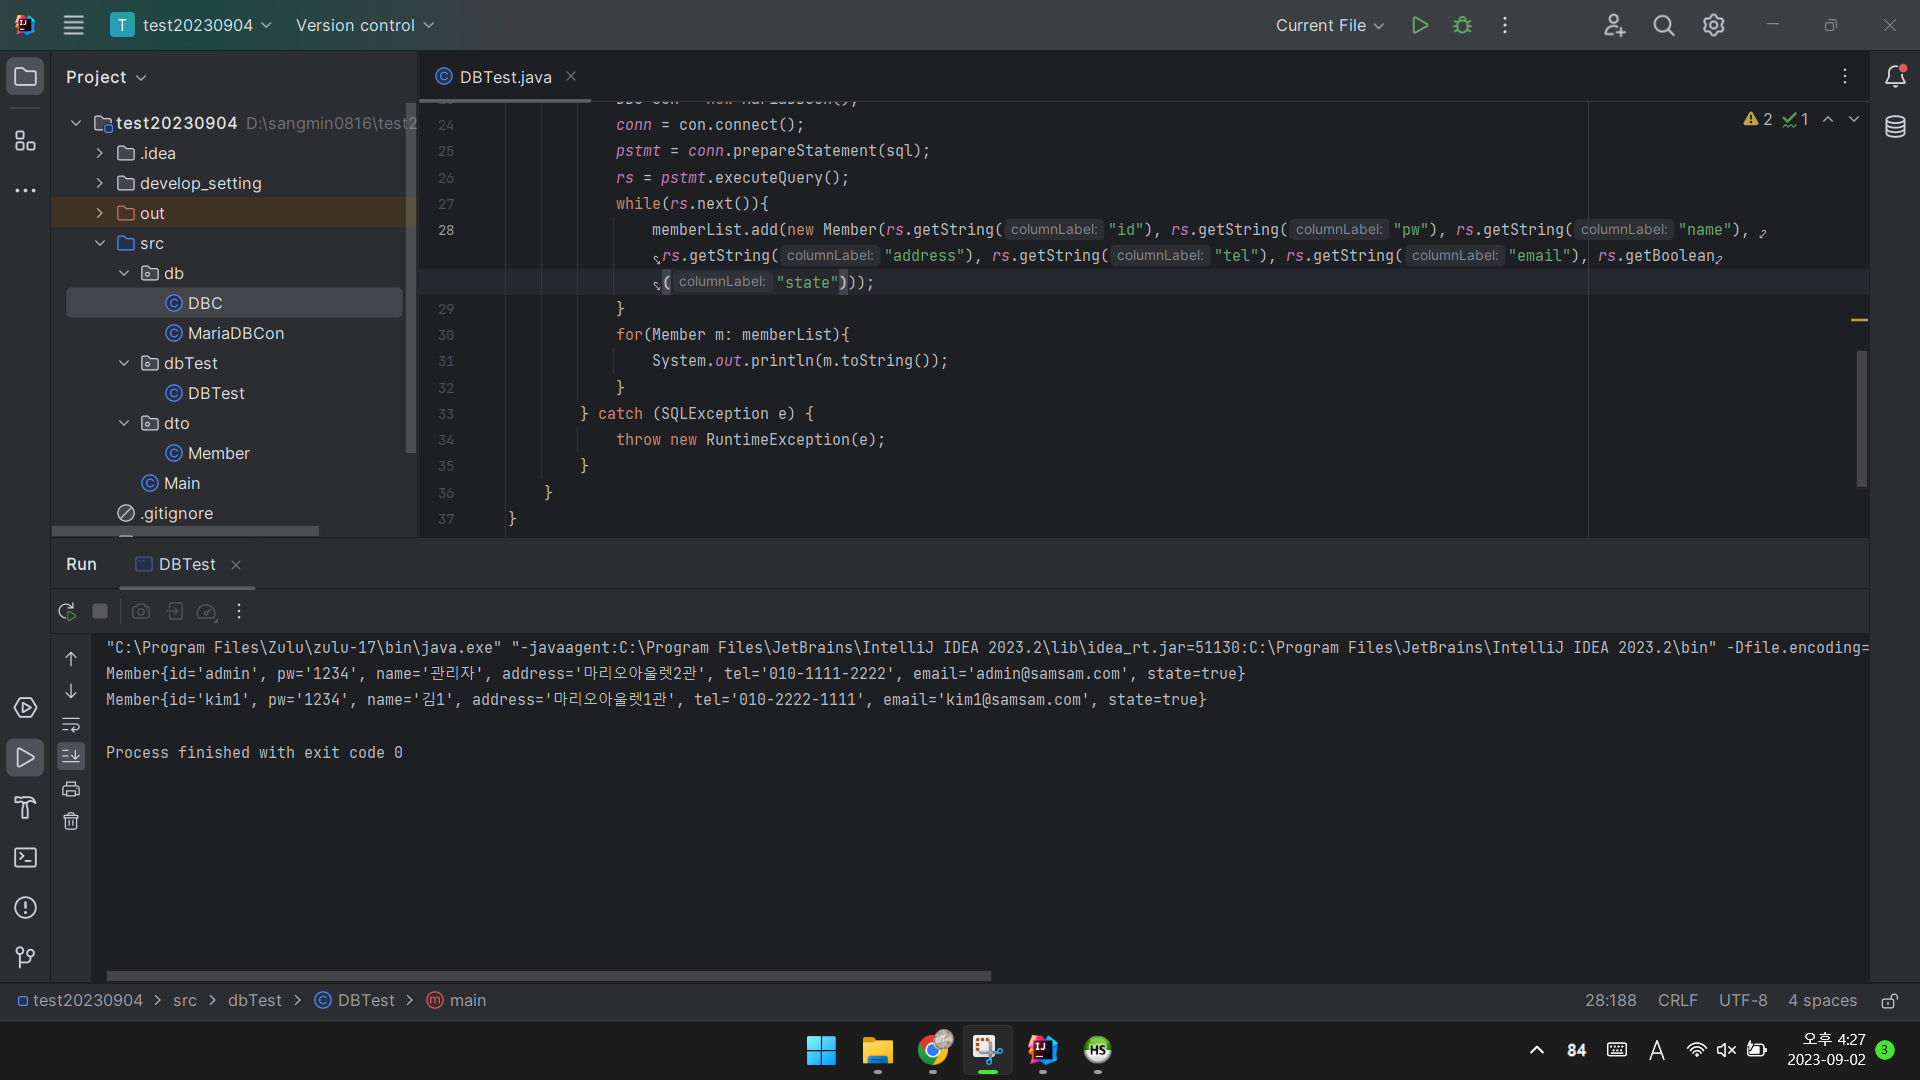 test20230904
Version control
Current File
Project
DBTest.java
test20230904 D:\sangmin0816\test2
.idea
develop_setting
out
src
db
DBC
MariaDBCon
dbTest
DBTest
dto
Member
Main
.gitignore
2 1
24 conn = con.connect();
25 pstmt = conn.prepareStatement(sql);
26 rs = pstmt.executeQuery();
27 while(rs.next()){
28 memberList.add(new Member(rs.getString( columnLabel: "id"), rs.getString( columnLabel: "pw"), rs.getString( columnLabel: "name"),
rs.getString( columnLabel: "address"), rs.getString( columnLabel: "tel"), rs.getString( columnLabel: "email"), rs.getBoolean
( columnLabel: "state")));
29 }
30 for(Member m: memberList){
31 System.out.println(m.toString());
32 }
33 } catch (SQLException e) {
34 throw new RuntimeException(e);
35 }
36 }
37 }
Run DBTest
"C:\Program Files\Zulu\zulu-17\bin\java.exe" "-javaagent:C:\Program Files\JetBrains\IntelliJ IDEA 2023.2\lib\idea_rt.jar=51130:C:\Program Files\JetBrains\IntelliJ IDEA 2023.2\bin" -Dfile.encoding=
Member{id='admin', pw='1234', name='관리자', address='마리오아울렛2관', tel='010-1111-2222', email='admin@samsam.com', state=true}
Member{id='kim1', pw='1234', name='김1', address='마리오아울렛1관', tel='010-2222-1111', email='kim1@samsam.com', state=true}
Process finished with exit code 0
test20230904 > src > dbTest > DBTest > main
28:188 CRLF UTF-8 4 spaces
84 A 오후 4:27
2023-09-02 3